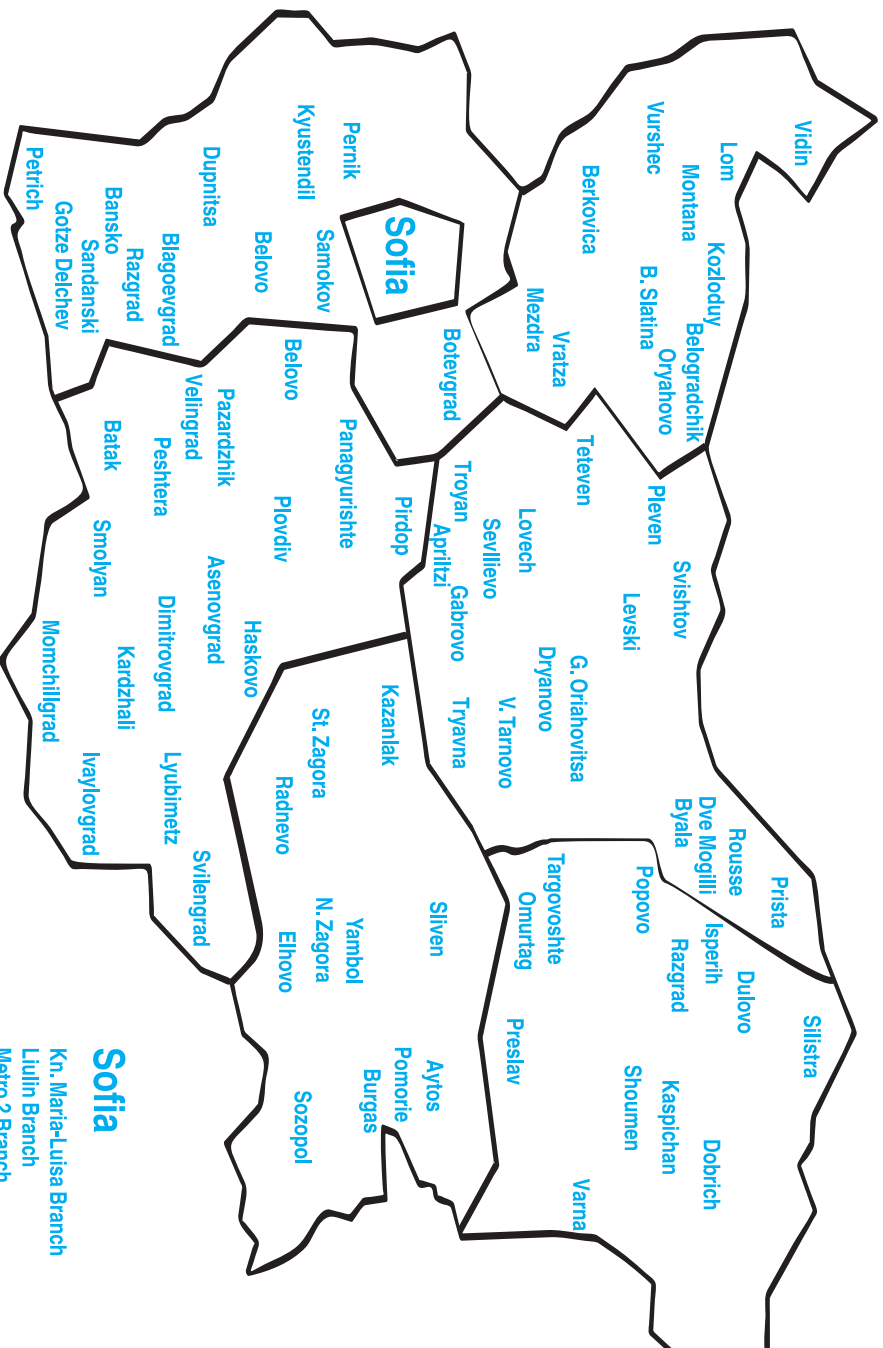 Vidin
Lom
Vurshec
Montana
Kozloduy
Berkovica
B. Slatina
Belogradchik
Oryahovo
Mezdra
Vratza
Pernik
Kyustendil
Sofia
Samokov
Botevgrad
Dupnitsa
Belovo
Petrich
Bansko
Gotze Delchev
Sandanski
Razgrad
Blagoevgrad
Belovo
Panagyurishte
Pirdop
Pazardzhik
Velingrad
Peshtera
Batak
Plovdiv
Smolyan
Asenovgrad
Haskovo
Dimitrovgrad
Kardzhali
Momchillgrad
Lyubimetz
Ivaylovgrad
Svilengrad
Teteven
Pleven
Troyan
Lovech
Sevllievo
Apriltzi
Svishtov
Levski
Gabrovo
G. Oriahovitsa
Dryanovo
V. Tarnovo
Tryavna
Rousse
Dve Mogilli
Byala
Prista
Kazanlak
St. Zagora
Radnevo
Sliven
Yambol
N. Zagora
Elhovo
Aytos
Pomorie
Burgas
Sozopol
Targovoshte
Omurtag
Popovo
Isperih
Razgrad
Dulovo
Silistra
Preslav
Shoumen
Kaspichan
Dobrich
Varna
Sofia
Kn. Maria-Luisa Branch
Liulin Branch
Metro 2 Branch